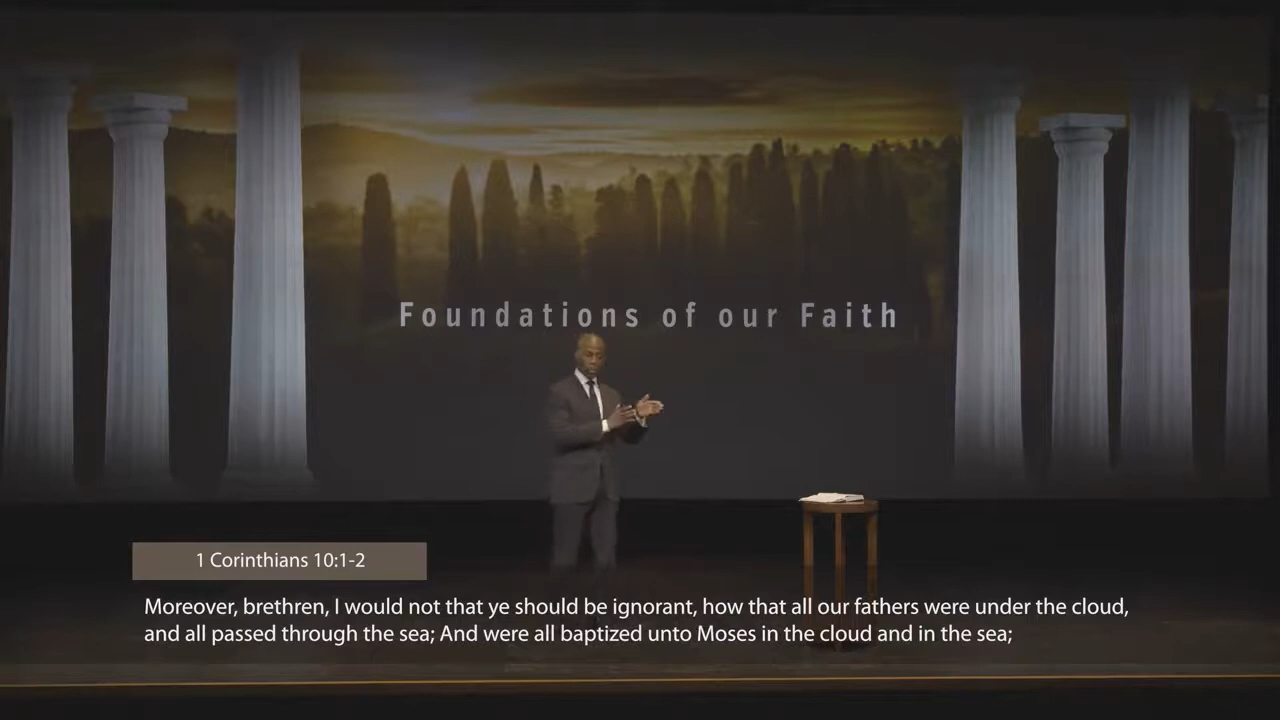 Foundations of our Faith
1 Corinthians 10:1-2
Moreover, brethren, I would not that ye should be ignorant, how that all our fathers were under the cloud,
and all passed through the sea; And were all baptized unto Moses in the cloud and in the sea;